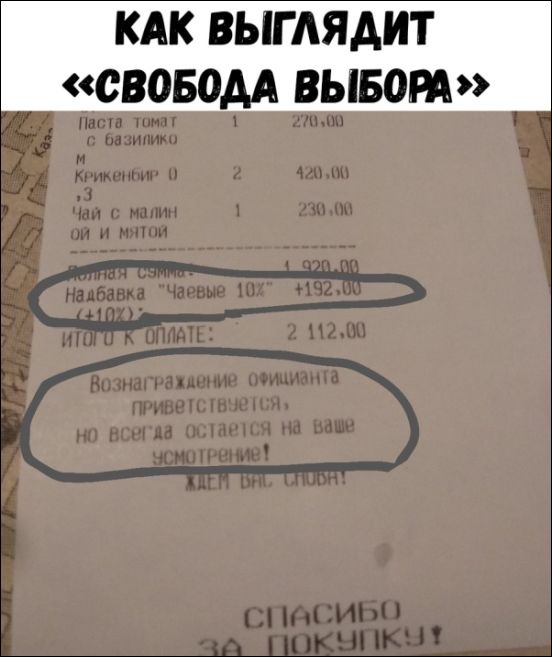 КАК ВЫГЛЯДИТ
«СВОБОДА ВЫБОРА»
Паста томат 1 270,00
с базилико
м
Крикенбир 0 2 420,00
,3
Чай с малин 1 230,00
ой и мятой
Полная сумма: 1 920,00
Надбавка "Чаевые 10%" +192,00
(+10%):
ИТОГО К ОПЛАТЕ: 2 112,00
Вознаграждение официанта
приветствуется,
но всегда остается на ваше
усмотрение!
ЖДЕМ ВАС СНОВА!
СПАСИБО
ЗА ПОКУПКУ!